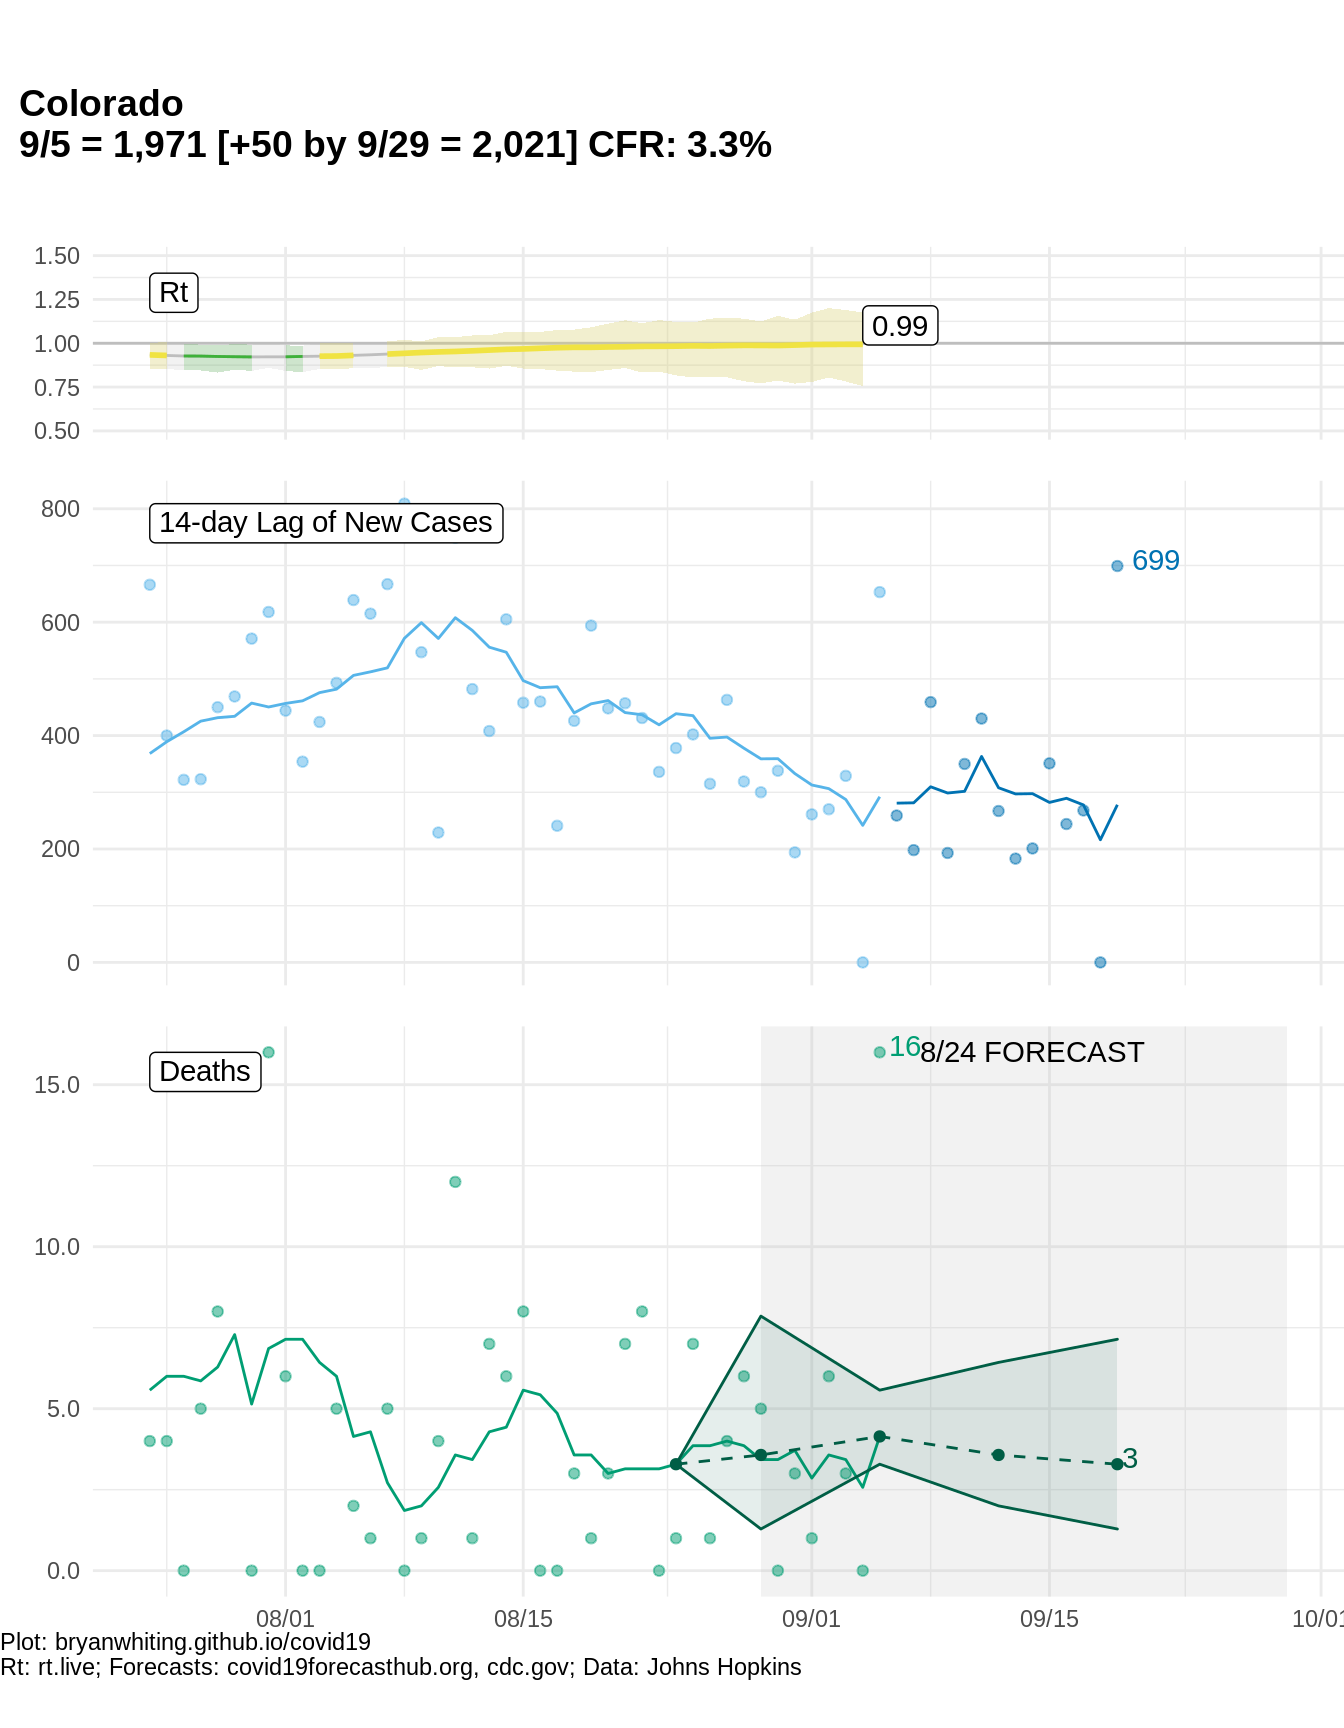 Colorado
9/5 = 1,971 [+50 by 9/29 = 2,021] CFR: 3.3%
1.50
1.25
1.00
0.75
0.50
Rt
0.99
800
600
400
200
0
14-day Lag of New Cases
699
15.0
10.0
5.0
0.0
Deaths
16
8/24 FORECAST
3
08/01 08/15 09/01 09/15 10/01
Plot: bryanwhiting.github.io/covid19
Rt: rt.live; Forecasts: covid19forecasthub.org, cdc.gov; Data: Johns Hopkins